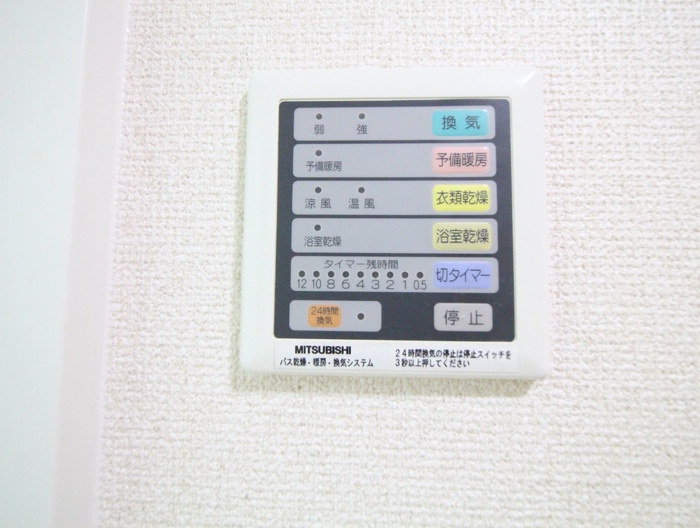 弱 強 換気
予備暖房 予備暖房
涼風 温風 衣類乾燥
浴室乾燥 浴室乾燥
タイマー残時間
12 10 8 6 4 3 2 1 0.5 切タイマー
24時間
換気 停止
MITSUBISHI
バス乾燥・暖房・換気システム
24時間換気の停止は停止スイッチを
3秒以上押してください